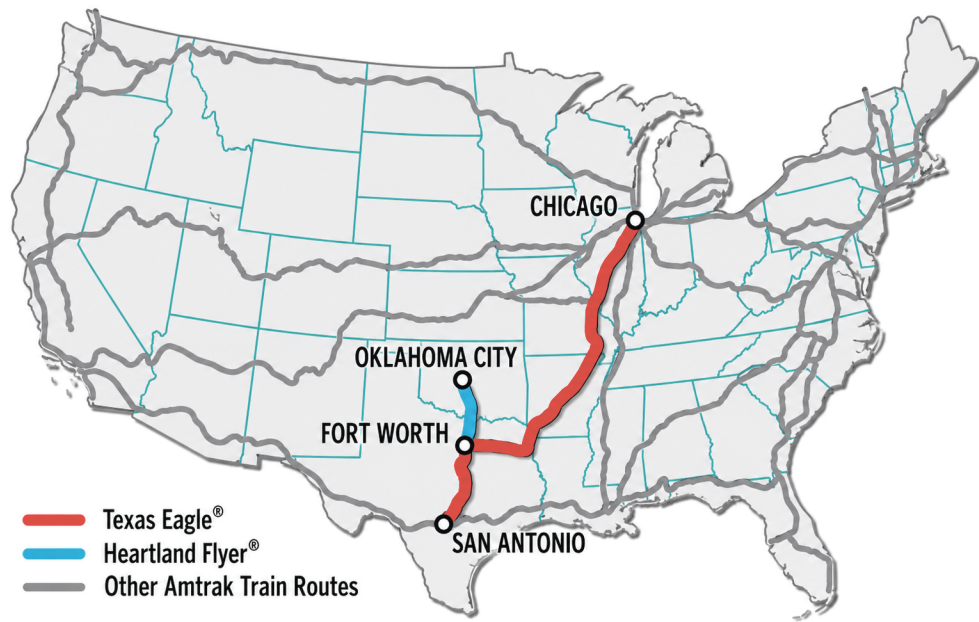 CHICAGO
OKLAHOMA CITY
FORT WORTH
SAN ANTONIO
Texas Eagle®
Heartland Flyer®
Other Amtrak Train Routes